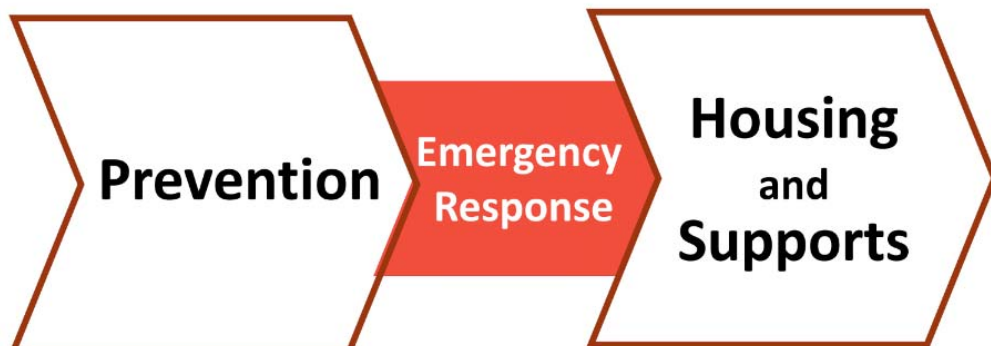 Prevention
Emergency
Response
Housing
and
Supports